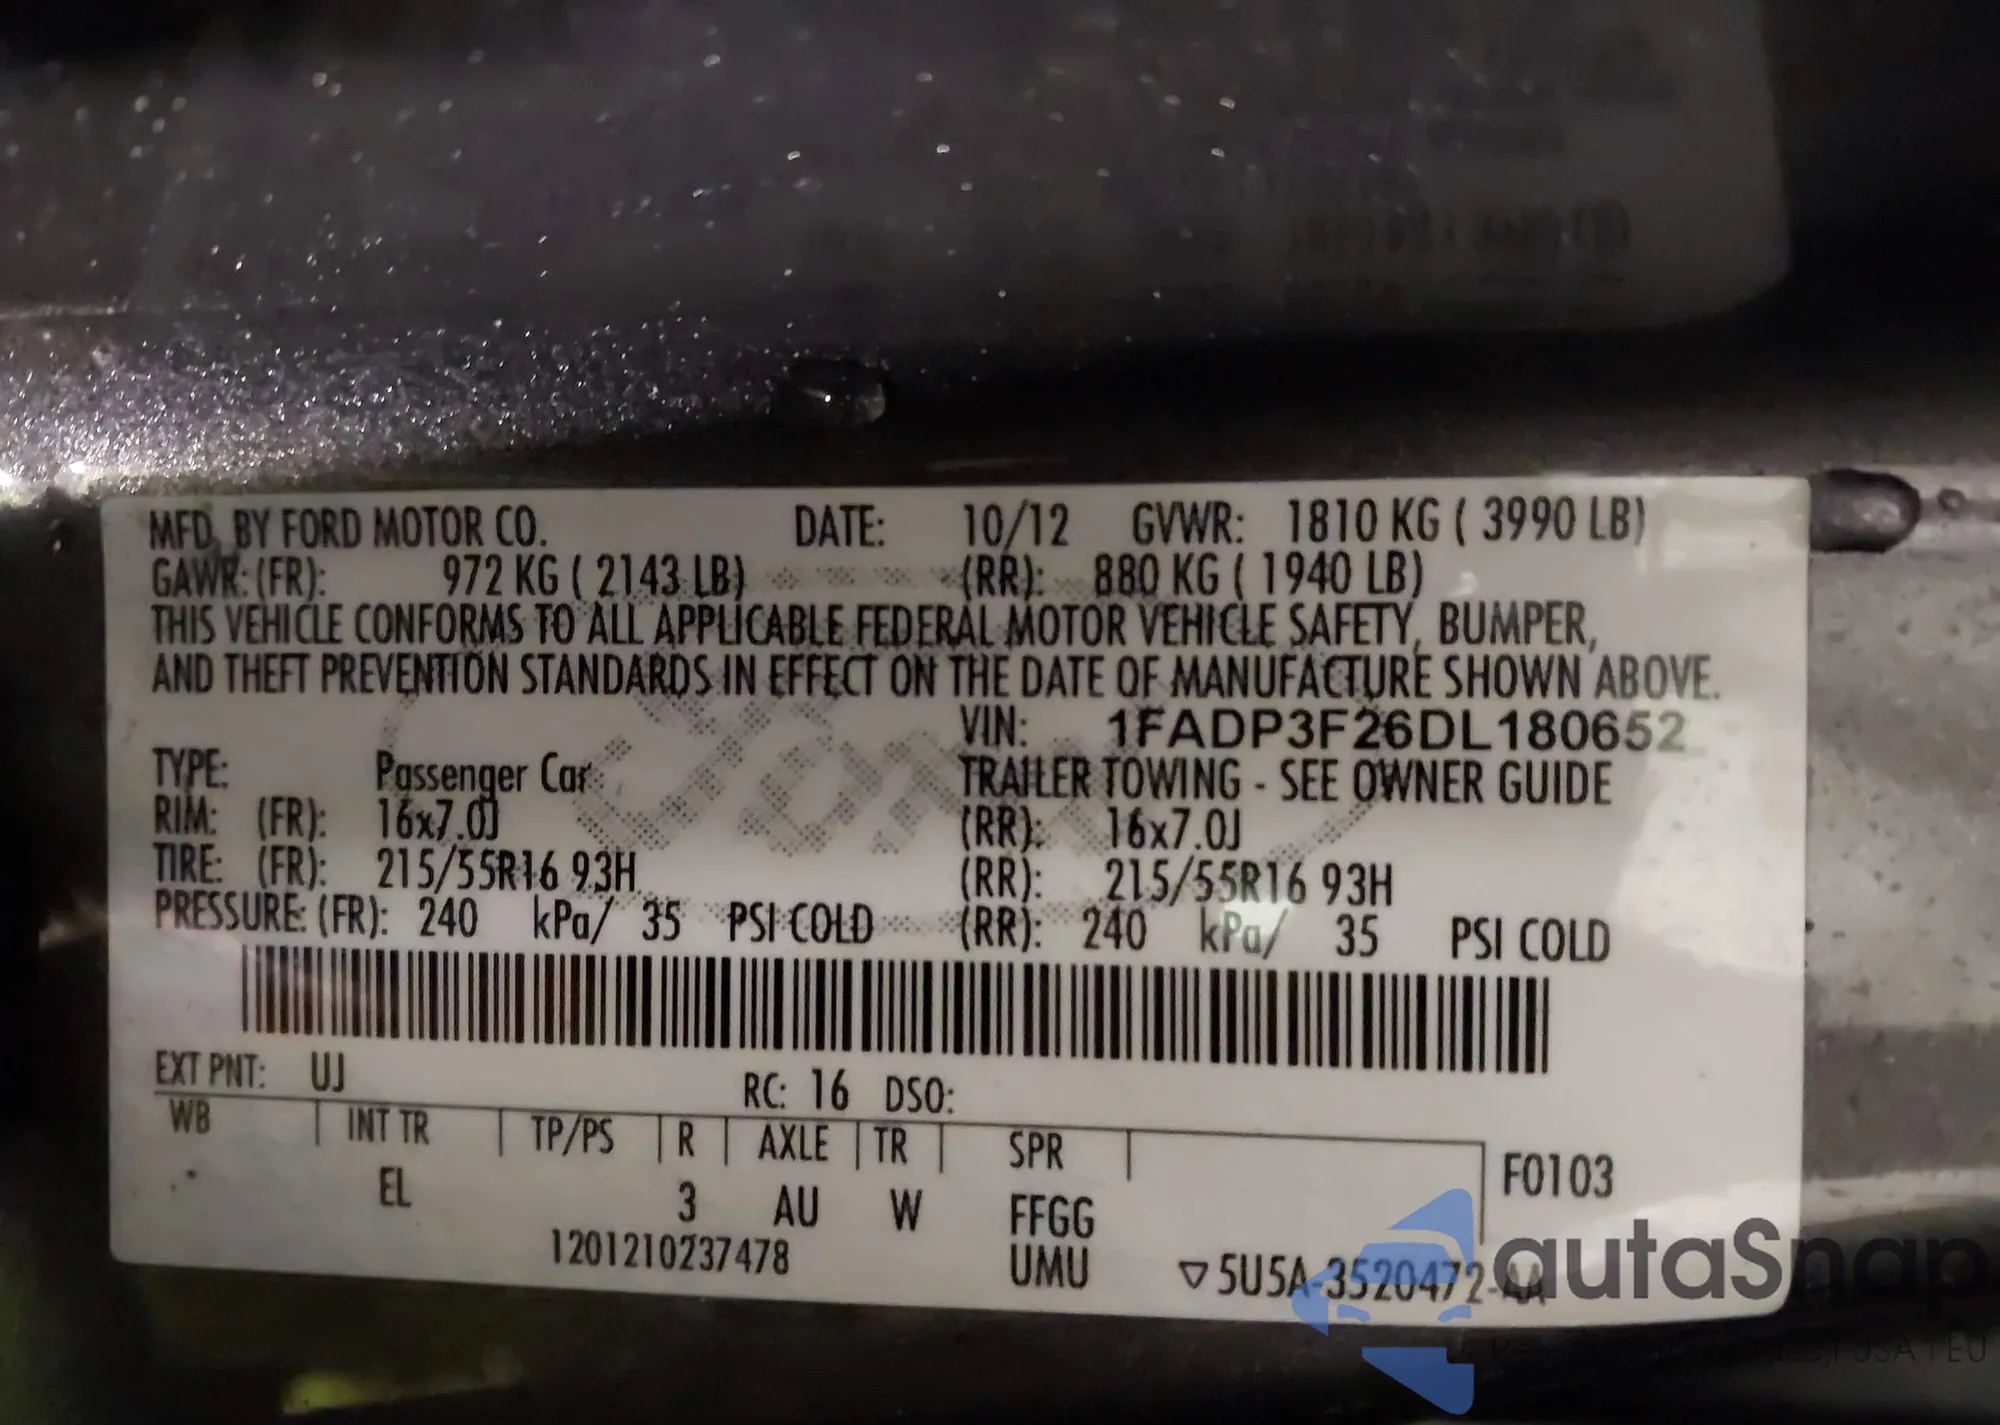 MFD. BY FORD MOTOR CO. DATE: 10/12 GVWR: 1810 KG ( 3990 LB)
GAWR: (FR): 972 KG ( 2143 LB) (RR): 880 KG ( 1940 LB)
THIS VEHICLE CONFORMS TO ALL APPLICABLE FEDERAL MOTOR VEHICLE SAFETY, BUMPER,
AND THEFT PREVENTION STANDARDS IN EFFECT ON THE DATE OF MANUFACTURE SHOWN ABOVE.
VIN: 1FADP3F26DL180652
TYPE: Passenger Car TRAILER TOWING - SEE OWNER GUIDE
RIM: (FR): 16x7.0J (RR): 16x7.0J
TIRE: (FR): 215/55R16 93H (RR): 215/55R16 93H
PRESSURE: (FR): 240 kPa/ 35 PSI COLD (RR): 240 kPa/ 35 PSI COLD
EXT PNT: UJ RC: 16 DSO:
WB INT TR TP/PS R AXLE TR SPR F0103
EL 3 AU W FFGG
1201210237478 UMU ▽5U5A-3520472-AA
Ford
autaSnap